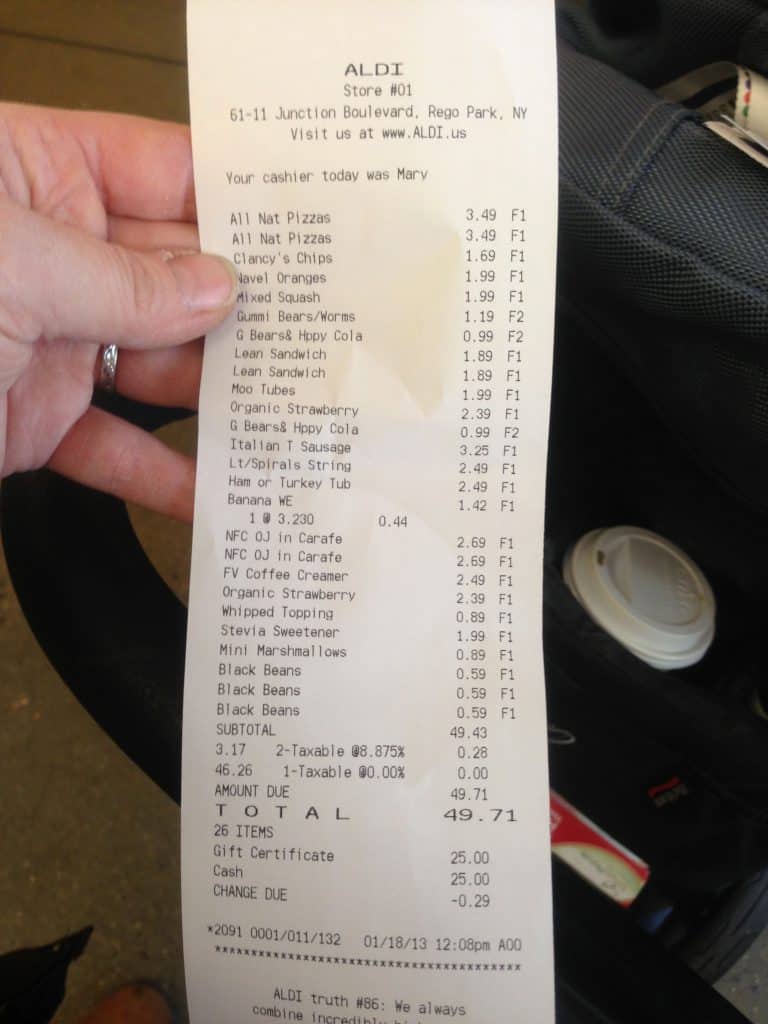 ALDI
Store #01
61-11 Junction Boulevard, Rego Park, NY
Visit us at www.ALDI.us
Your cashier today was Mary
All Nat Pizzas 3.49 F1
All Nat Pizzas 3.49 F1
Clancy's Chips 1.69 F1
Navel Oranges 1.99 F1
Mixed Squash 1.99 F1
Gummi Bears/Worms 1.19 F2
G Bears& Hppy Cola 0.99 F2
Lean Sandwich 1.89 F1
Lean Sandwich 1.89 F1
Moo Tubes 1.99 F1
Organic Strawberry 2.39 F1
G Bears& Hppy Cola 0.99 F2
Italian T Sausage 3.25 F1
Lt/Spirals String 2.49 F1
Ham or Turkey Tub 2.49 F1
Banana WE 1.42 F1
1 @ 3.230 0.44
NFC OJ in Carafe 2.69 F1
NFC OJ in Carafe 2.69 F1
FV Coffee Creamer 2.49 F1
Organic Strawberry 2.39 F1
Whipped Topping 0.89 F1
Stevia Sweetener 1.99 F1
Mini Marshmallows 0.89 F1
Black Beans 0.59 F1
Black Beans 0.59 F1
Black Beans 0.59 F1
SUBTOTAL 49.43
3.17 2-Taxable @8.875% 0.28
46.26 1-Taxable @0.00% 0.00
AMOUNT DUE 49.71
TOTAL 49.71
26 ITEMS
Gift Certificate 25.00
Cash 25.00
CHANGE DUE -0.29
*2091 0001/011/132 01/18/13 12:08pm A00
****************************************
ALDI truth #86: We always
combine incredibly